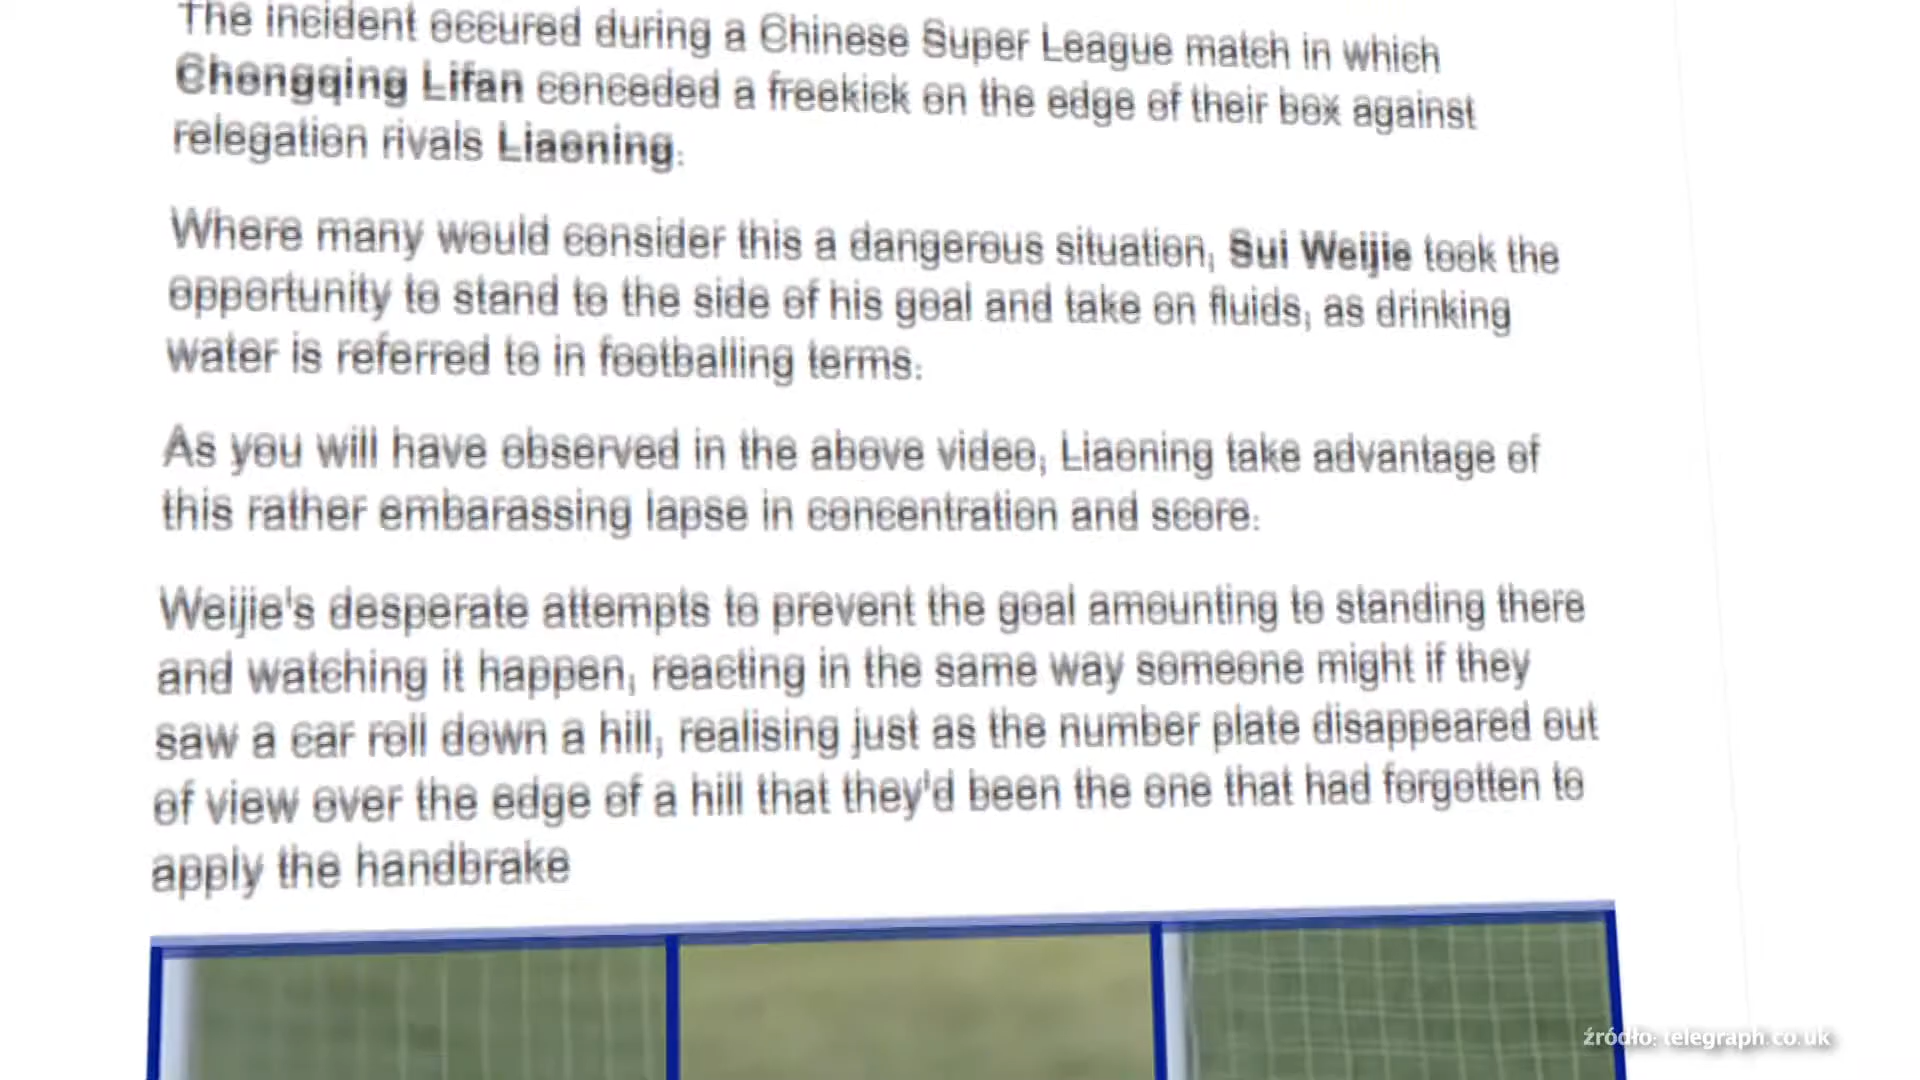 The incident occured during a Chinese Super League match in which
Chongqing Lifan conceded a freekick on the edge of their box against
relegation rivals Liaoning.
Where many would consider this a dangerous situation, Sui Weijie took the
opportunity to stand to the side of his goal and take on fluids, as drinking
water is referred to in footballing terms.
As you will have observed in the above video, Liaoning take advantage of
this rather embarassing lapse in concentration and score.
Weijie's desperate attempts to prevent the goal amounting to standing there
and watching it happen, reacting in the same way someone might if they
saw a car roll down a hill, realising just as the number plate disappeared out
of view over the edge of a hill that they'd been the one that had forgotten to
apply the handbrake
źródło: telegraph.co.uk